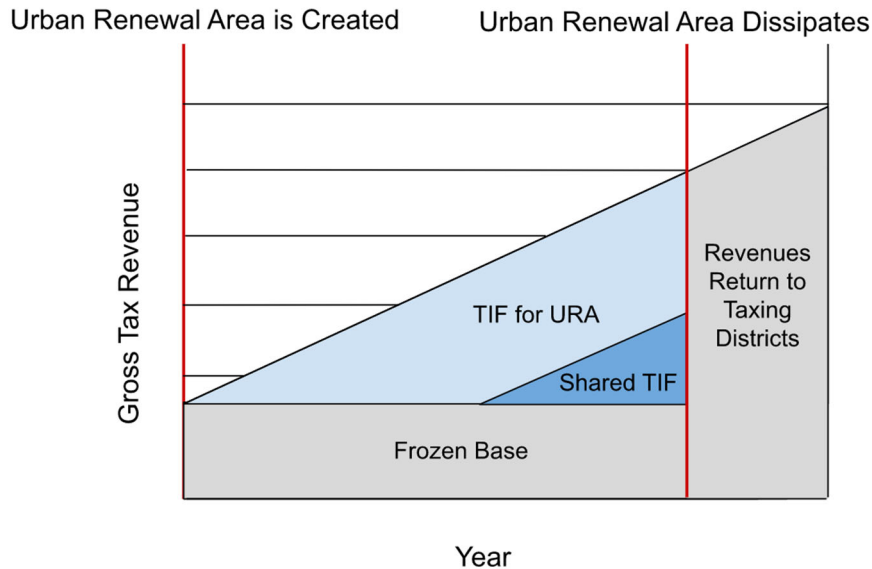 Urban Renewal Area is Created
Urban Renewal Area Dissipates
Gross Tax Revenue
Revenues
Return to
Taxing
Districts
TIF for URA
Shared TIF
Frozen Base
Year